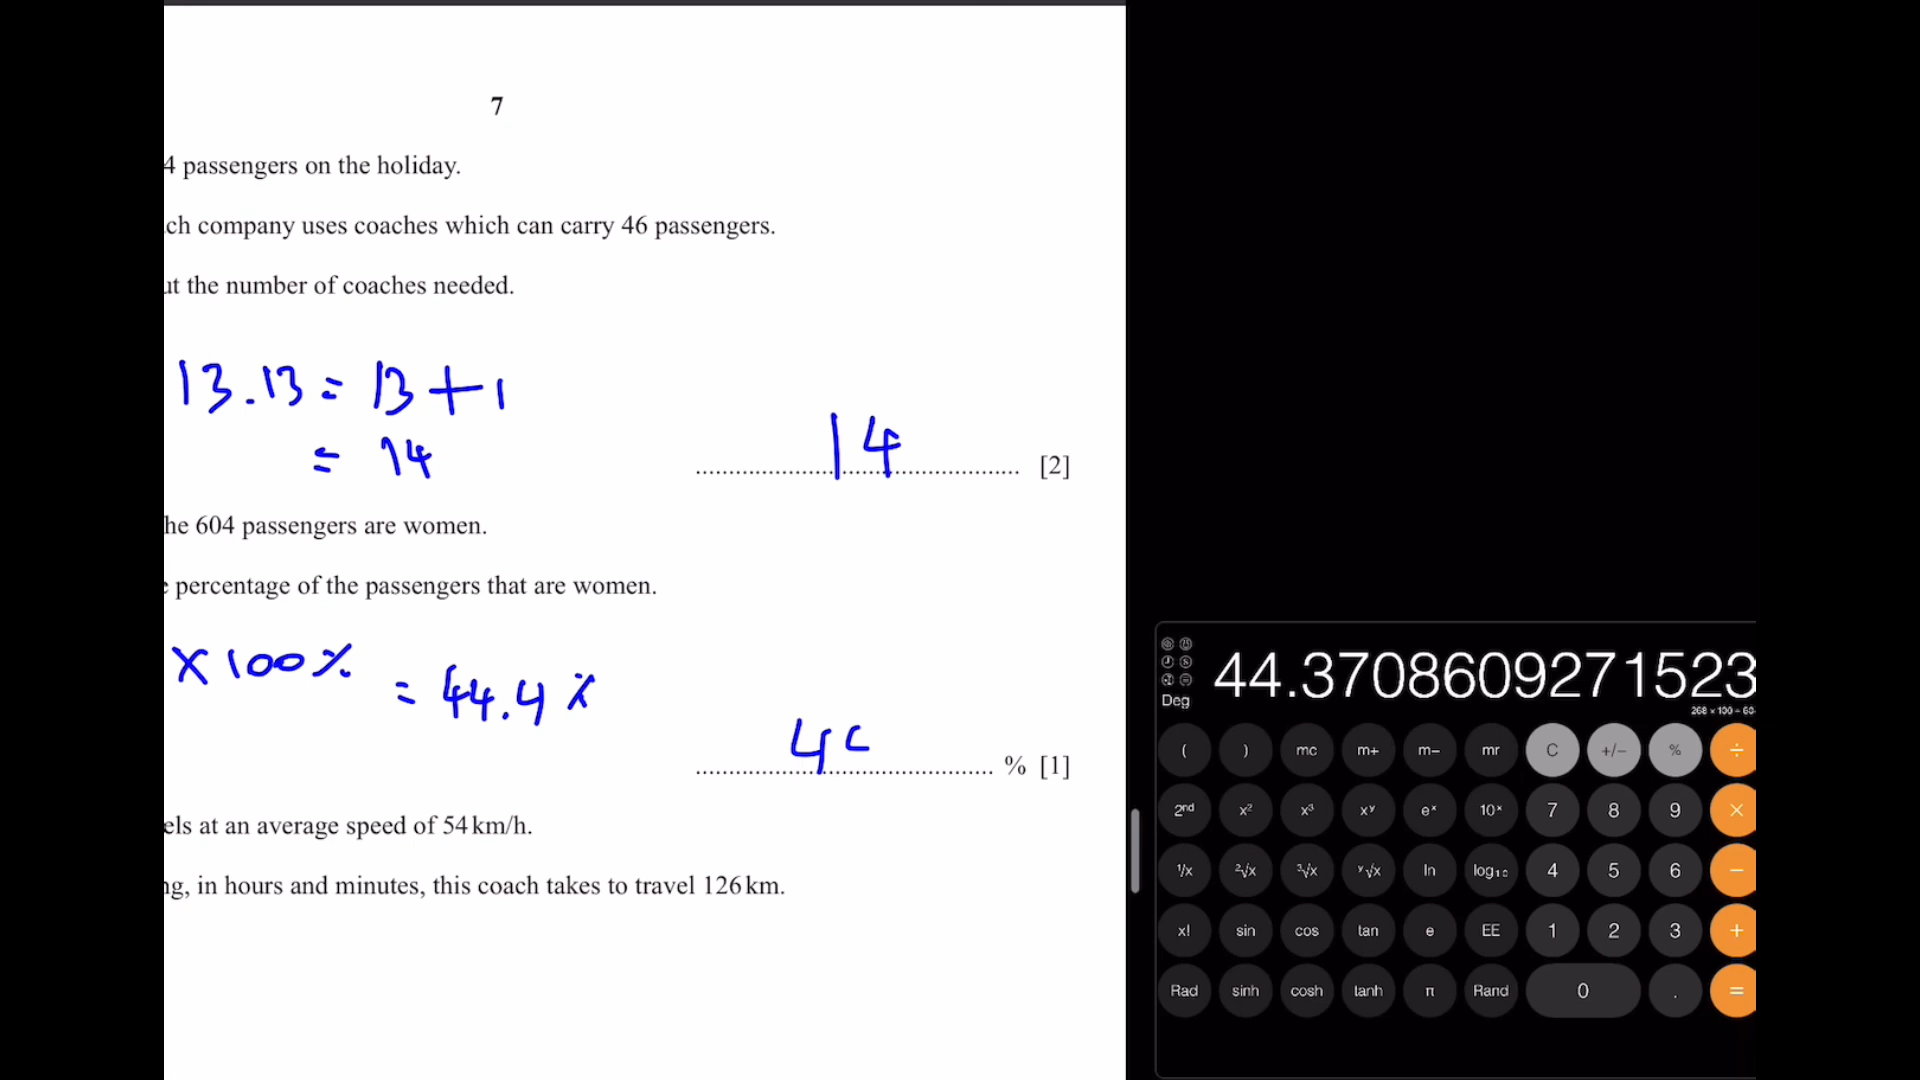 7
4 passengers on the holiday.
ch company uses coaches which can carry 46 passengers.
ut the number of coaches needed.
13.13 = 13 + 1
= 14
14
.................................................. [2]
he 604 passengers are women.
percentage of the passengers that are women.
× 100 %
= 44.4 %
4
.............................................. % [1]
els at an average speed of 54 km/h.
ng, in hours and minutes, this coach takes to travel 126 km.
44.3708609271523
Deg
268 × 100 ÷ 60
( ) mc m+ m− mr C +/− % ÷
2nd x² x³ xʸ eˣ 10ˣ 7 8 9 ×
1/x ²√x ³√x ʸ√x ln log₁₀ 4 5 6 −
x! sin cos tan e EE 1 2 3 +
Rad sinh cosh tanh π Rand 0 . =